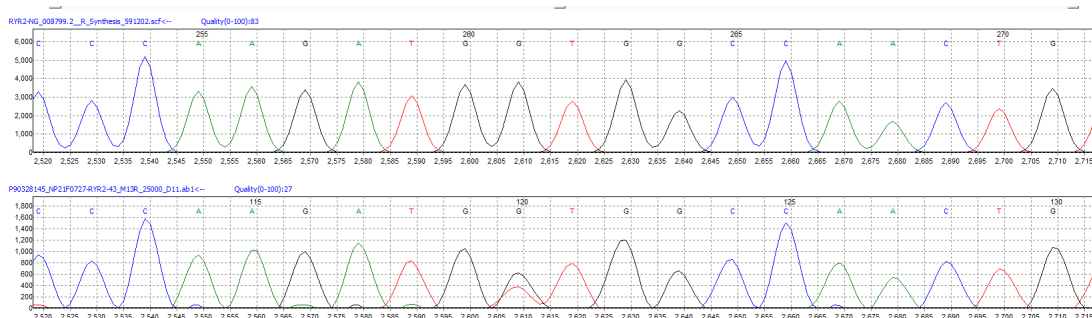 RYR2-NG_008799.2__R_Synthesis_591202.scf<-- Quality(0-100):83
255 260 265 270
6,000 C C C A A G A T G G T G G C C A A C T G
5,000
4,000
3,000
2,000
1,000
0
2,520 2,525 2,530 2,535 2,540 2,545 2,550 2,555 2,560 2,565 2,570 2,575 2,580 2,585 2,590 2,595 2,600 2,605 2,610 2,615 2,620 2,625 2,630 2,635 2,640 2,645 2,650 2,655 2,660 2,665 2,670 2,675 2,680 2,685 2,690 2,695 2,700 2,705 2,710 2,715
P90328145_NP21F0727-RYR2-43_M13R_25000_D11.ab1<-- Quality(0-100):27
115 120 125 130
1,800
1,600 C C C A A G A T G G T G G C C A A C T G
1,400
1,200
1,000
800
600
400
200
0
2,520 2,525 2,530 2,535 2,540 2,545 2,550 2,555 2,560 2,565 2,570 2,575 2,580 2,585 2,590 2,595 2,600 2,605 2,610 2,615 2,620 2,625 2,630 2,635 2,640 2,645 2,650 2,655 2,660 2,665 2,670 2,675 2,680 2,685 2,690 2,695 2,700 2,705 2,710